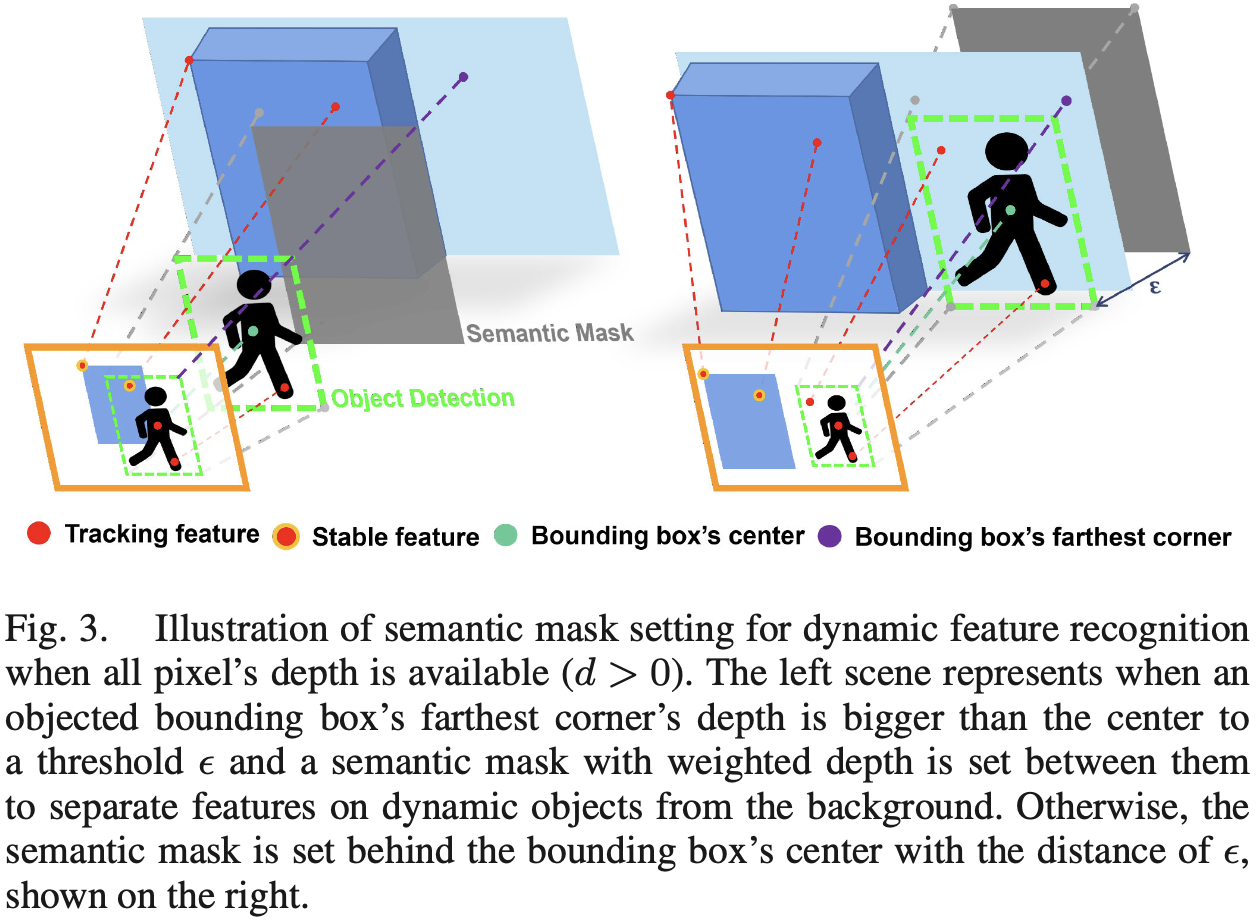 Semantic Mask
ε
Object Detection
Tracking feature Stable feature Bounding box's center Bounding box's farthest corner
Fig. 3. Illustration of semantic mask setting for dynamic feature recognition
when all pixel's depth is available (d > 0). The left scene represents when an
objected bounding box's farthest corner's depth is bigger than the center to
a threshold ϵ and a semantic mask with weighted depth is set between them
to separate features on dynamic objects from the background. Otherwise, the
semantic mask is set behind the bounding box's center with the distance of ϵ,
shown on the right.